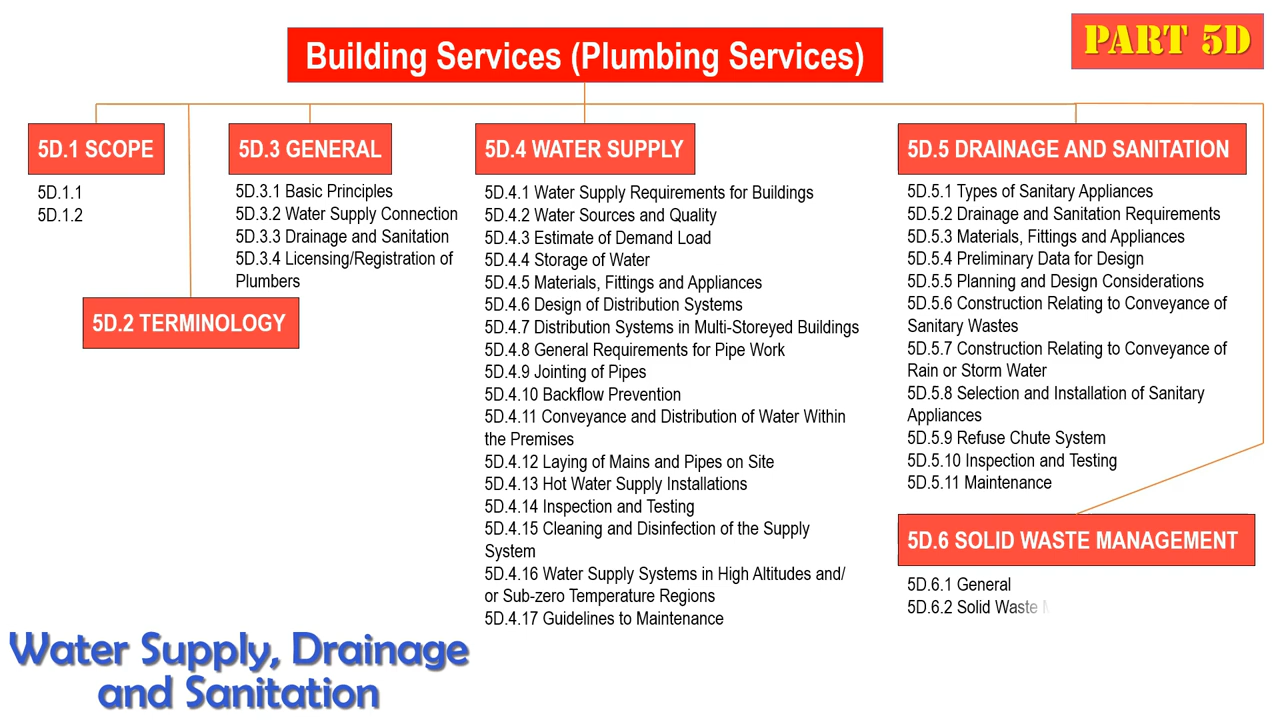 Building Services (Plumbing Services)
PART 5D
5D.1 SCOPE
5D.1.1
5D.1.2
5D.2 TERMINOLOGY
5D.3 GENERAL
5D.3.1 Basic Principles
5D.3.2 Water Supply Connection
5D.3.3 Drainage and Sanitation
5D.3.4 Licensing/Registration of
Plumbers
5D.4 WATER SUPPLY
5D.4.1 Water Supply Requirements for Buildings
5D.4.2 Water Sources and Quality
5D.4.3 Estimate of Demand Load
5D.4.4 Storage of Water
5D.4.5 Materials, Fittings and Appliances
5D.4.6 Design of Distribution Systems
5D.4.7 Distribution Systems in Multi-Storeyed Buildings
5D.4.8 General Requirements for Pipe Work
5D.4.9 Jointing of Pipes
5D.4.10 Backflow Prevention
5D.4.11 Conveyance and Distribution of Water Within
the Premises
5D.4.12 Laying of Mains and Pipes on Site
5D.4.13 Hot Water Supply Installations
5D.4.14 Inspection and Testing
5D.4.15 Cleaning and Disinfection of the Supply
System
5D.4.16 Water Supply Systems in High Altitudes and/
or Sub-zero Temperature Regions
5D.4.17 Guidelines to Maintenance
5D.5 DRAINAGE AND SANITATION
5D.5.1 Types of Sanitary Appliances
5D.5.2 Drainage and Sanitation Requirements
5D.5.3 Materials, Fittings and Appliances
5D.5.4 Preliminary Data for Design
5D.5.5 Planning and Design Considerations
5D.5.6 Construction Relating to Conveyance of
Sanitary Wastes
5D.5.7 Construction Relating to Conveyance of
Rain or Storm Water
5D.5.8 Selection and Installation of Sanitary
Appliances
5D.5.9 Refuse Chute System
5D.5.10 Inspection and Testing
5D.5.11 Maintenance
5D.6 SOLID WASTE MANAGEMENT
5D.6.1 General
5D.6.2 Solid Waste
Water Supply, Drainage
and Sanitation